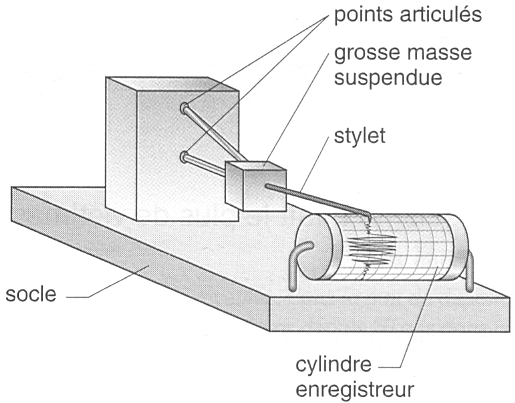 points articulés
grosse masse
suspendue
stylet
socle
cylindre
enregistreur